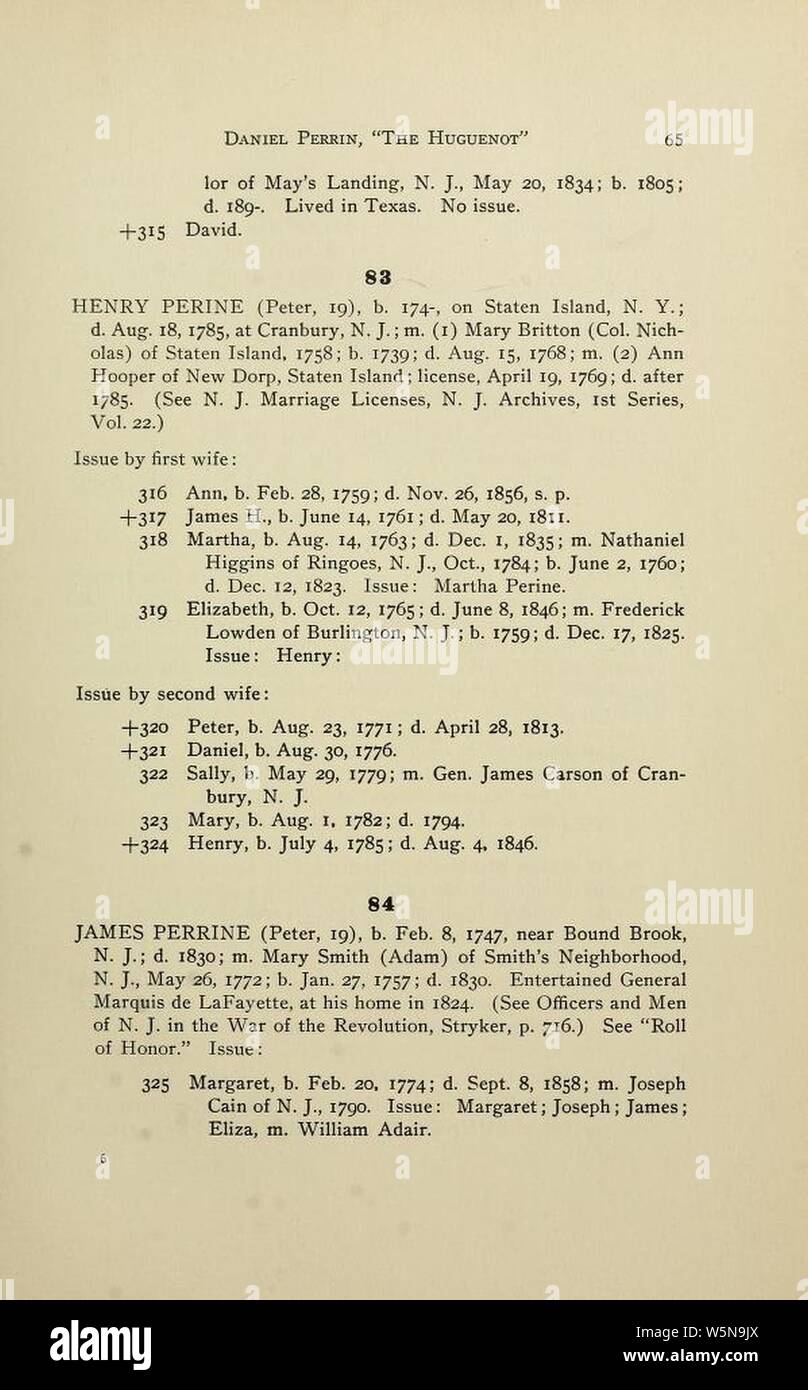 DANIEL PERRIN, “THE HUGUENOT” 65
lor of May's Landing, N. J., May 20, 1834; b. 1805;
d. 189-. Lived in Texas. No issue.
+315 David.
83
HENRY PERINE (Peter, 19), b. 174-, on Staten Island, N. Y.;
d. Aug. 18, 1785, at Cranbury, N. J.; m. (1) Mary Britton (Col. Nich-
olas) of Staten Island, 1758; b. 1739; d. Aug. 15, 1768; m. (2) Ann
Hooper of New Dorp, Staten Island; license, April 19, 1769; d. after
1785. (See N. J. Marriage Licenses, N. J. Archives, 1st Series,
Vol. 22.)
Issue by first wife:
316 Ann, b. Feb. 28, 1759; d. Nov. 26, 1856, s. p.
+317 James H., b. June 14, 1761; d. May 20, 1811.
318 Martha, b. Aug. 14, 1763; d. Dec. 1, 1835; m. Nathaniel
Higgins of Ringoes, N. J., Oct., 1784; b. June 2, 1760;
d. Dec. 12, 1823. Issue: Martha Perine.
319 Elizabeth, b. Oct. 12, 1765; d. June 8, 1846; m. Frederick
Lowden of Burlington, N. J.; b. 1759; d. Dec. 17, 1825.
Issue: Henry:
Issue by second wife:
+320 Peter, b. Aug. 23, 1771; d. April 28, 1813.
+321 Daniel, b. Aug. 30, 1776.
322 Sally, b. May 29, 1779; m. Gen. James Carson of Cran-
bury, N. J.
323 Mary, b. Aug. 1, 1782; d. 1794.
+324 Henry, b. July 4, 1785; d. Aug. 4, 1846.
84
JAMES PERRINE (Peter, 19), b. Feb. 8, 1747, near Bound Brook,
N. J.; d. 1830; m. Mary Smith (Adam) of Smith's Neighborhood,
N. J., May 26, 1772; b. Jan. 27, 1757; d. 1830. Entertained General
Marquis de LaFayette, at his home in 1824. (See Officers and Men
of N. J. in the War of the Revolution, Stryker, p. 716.) See “Roll
of Honor.” Issue:
325 Margaret, b. Feb. 20, 1774; d. Sept. 8, 1858; m. Joseph
Cain of N. J., 1790. Issue: Margaret; Joseph; James;
Eliza, m. William Adair.
6
alamy
Image ID: W5N9JX
www.alamy.com